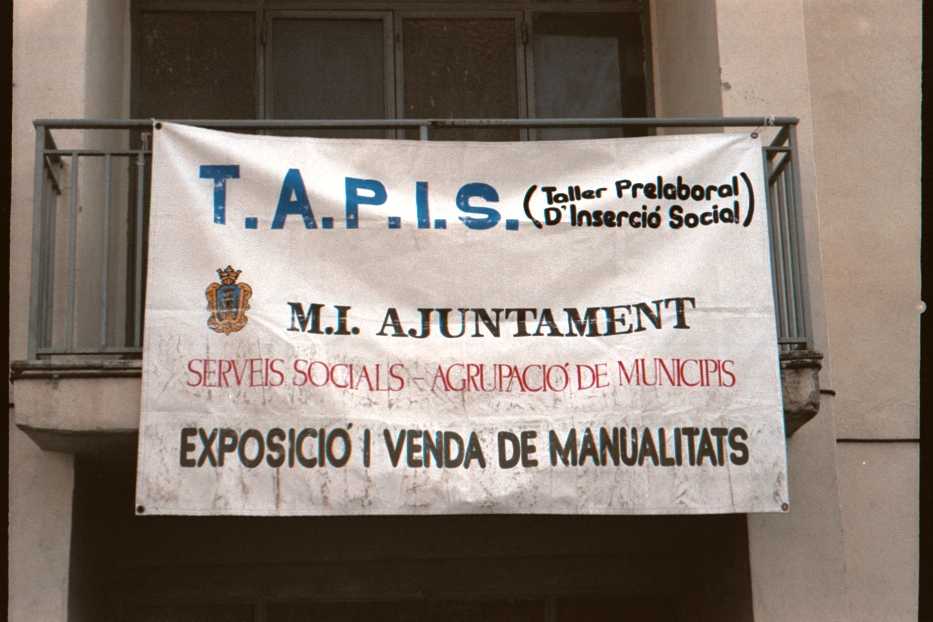 T.A.P.I.S. (Taller Prelaboral D'Inserció Social)
M.I. AJUNTAMENT
SERVEIS SOCIALS - AGRUPACIÓ DE MUNICIPIS
EXPOSICIÓ I VENDA DE MANUALITATS